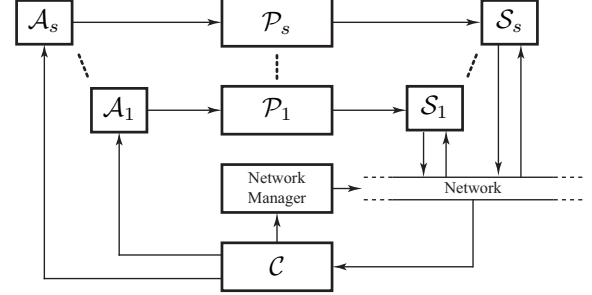 𝒜ₛ
𝒫ₛ
𝒮ₛ
𝒜₁
𝒫₁
𝒮₁
Network
Manager
Network
𝒞